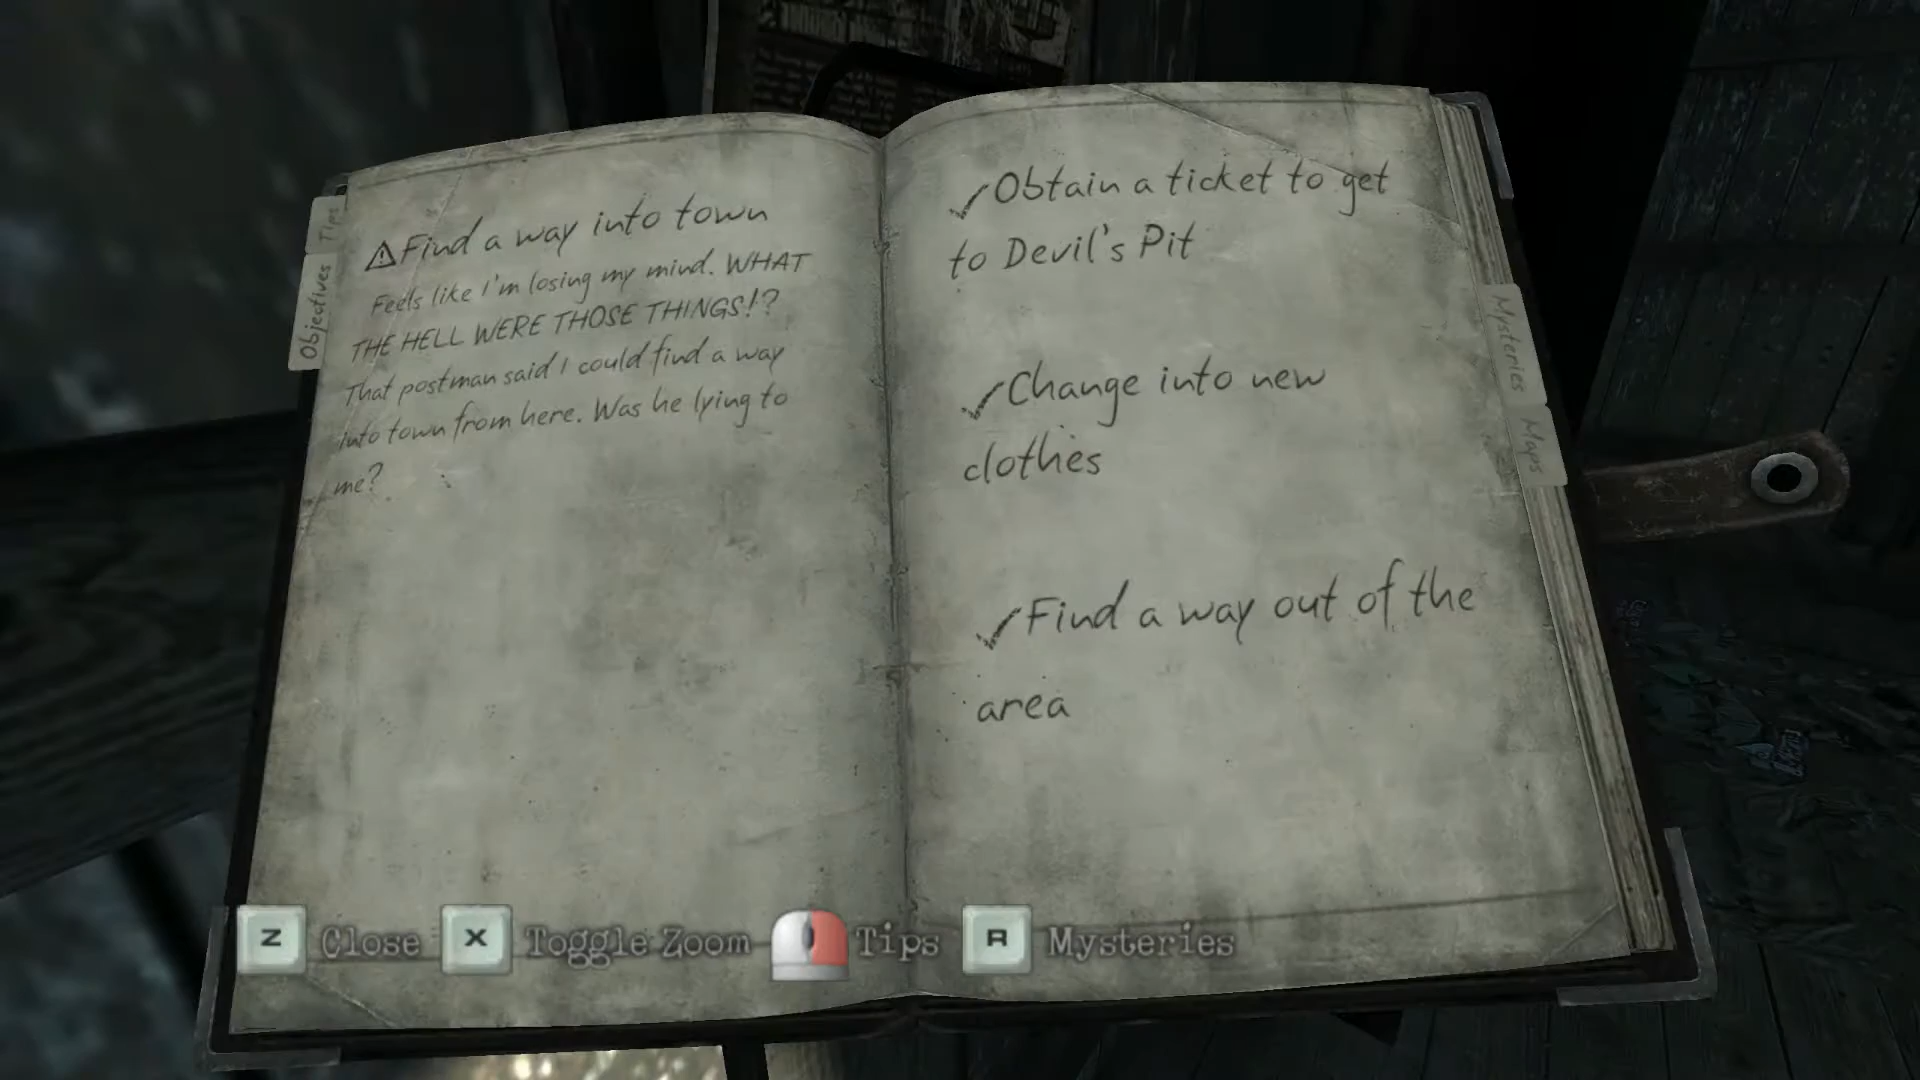 Tips
Objectives
Find a way into town
Feels like I'm losing my mind. WHAT
THE HELL WERE THOSE THINGS!?
That postman said I could find a way
into town from here. Was he lying to
me?
Obtain a ticket to get
to Devil's Pit
Change into new
clothes
Find a way out of the
area
Mysteries
Maps
Z Close X Toggle Zoom Tips R Mysteries